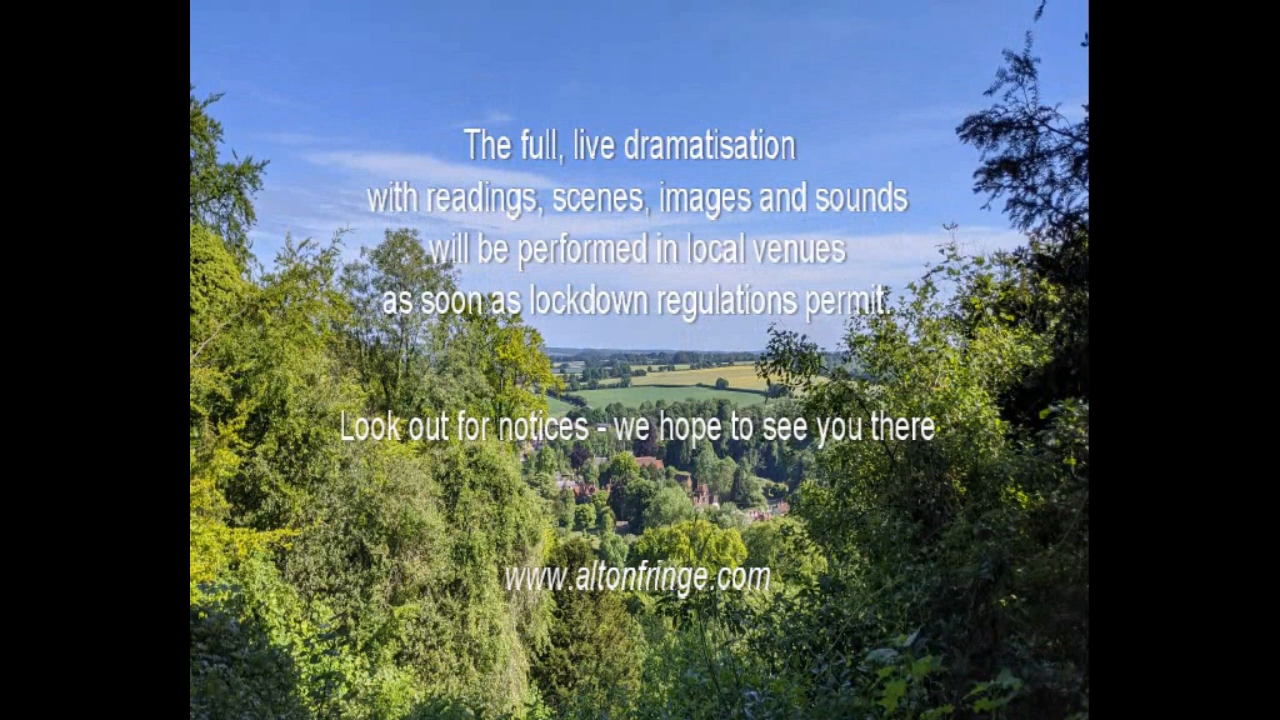 The full, live dramatisation
with readings, scenes, images and sounds
will be performed in local venues
as soon as lockdown regulations permit.
Look out for notices - we hope to see you there
www.altonfringe.com